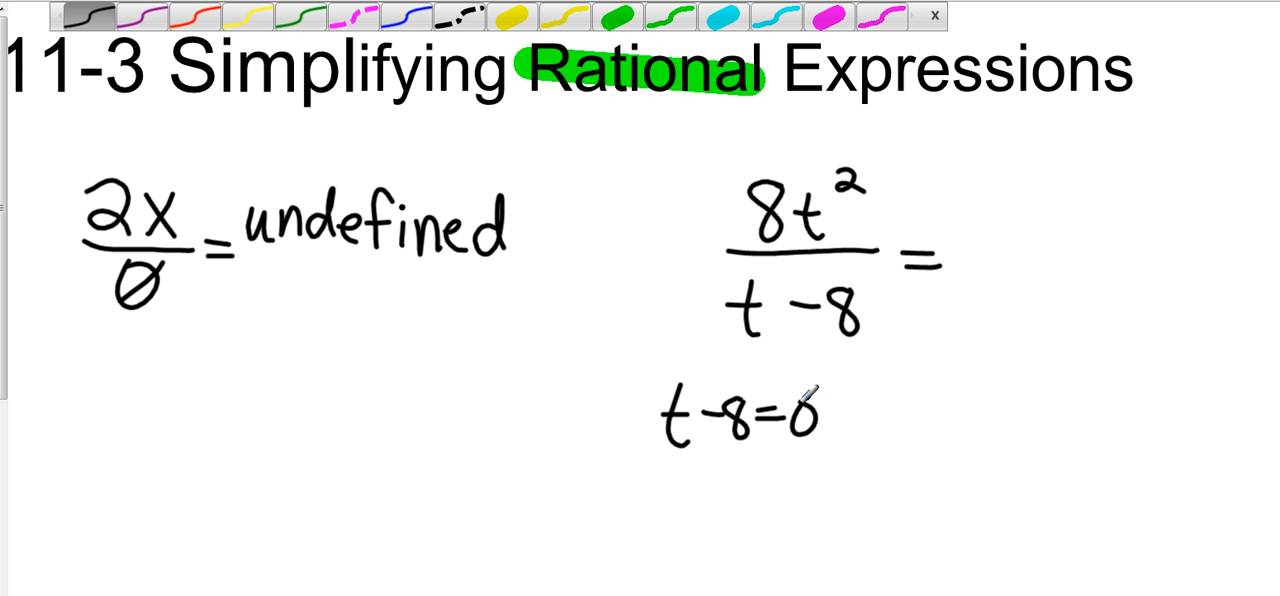 x
11-3 Simplifying Rational Expressions
2x/0 = undefined
8t²/t-8 =
t-8=0